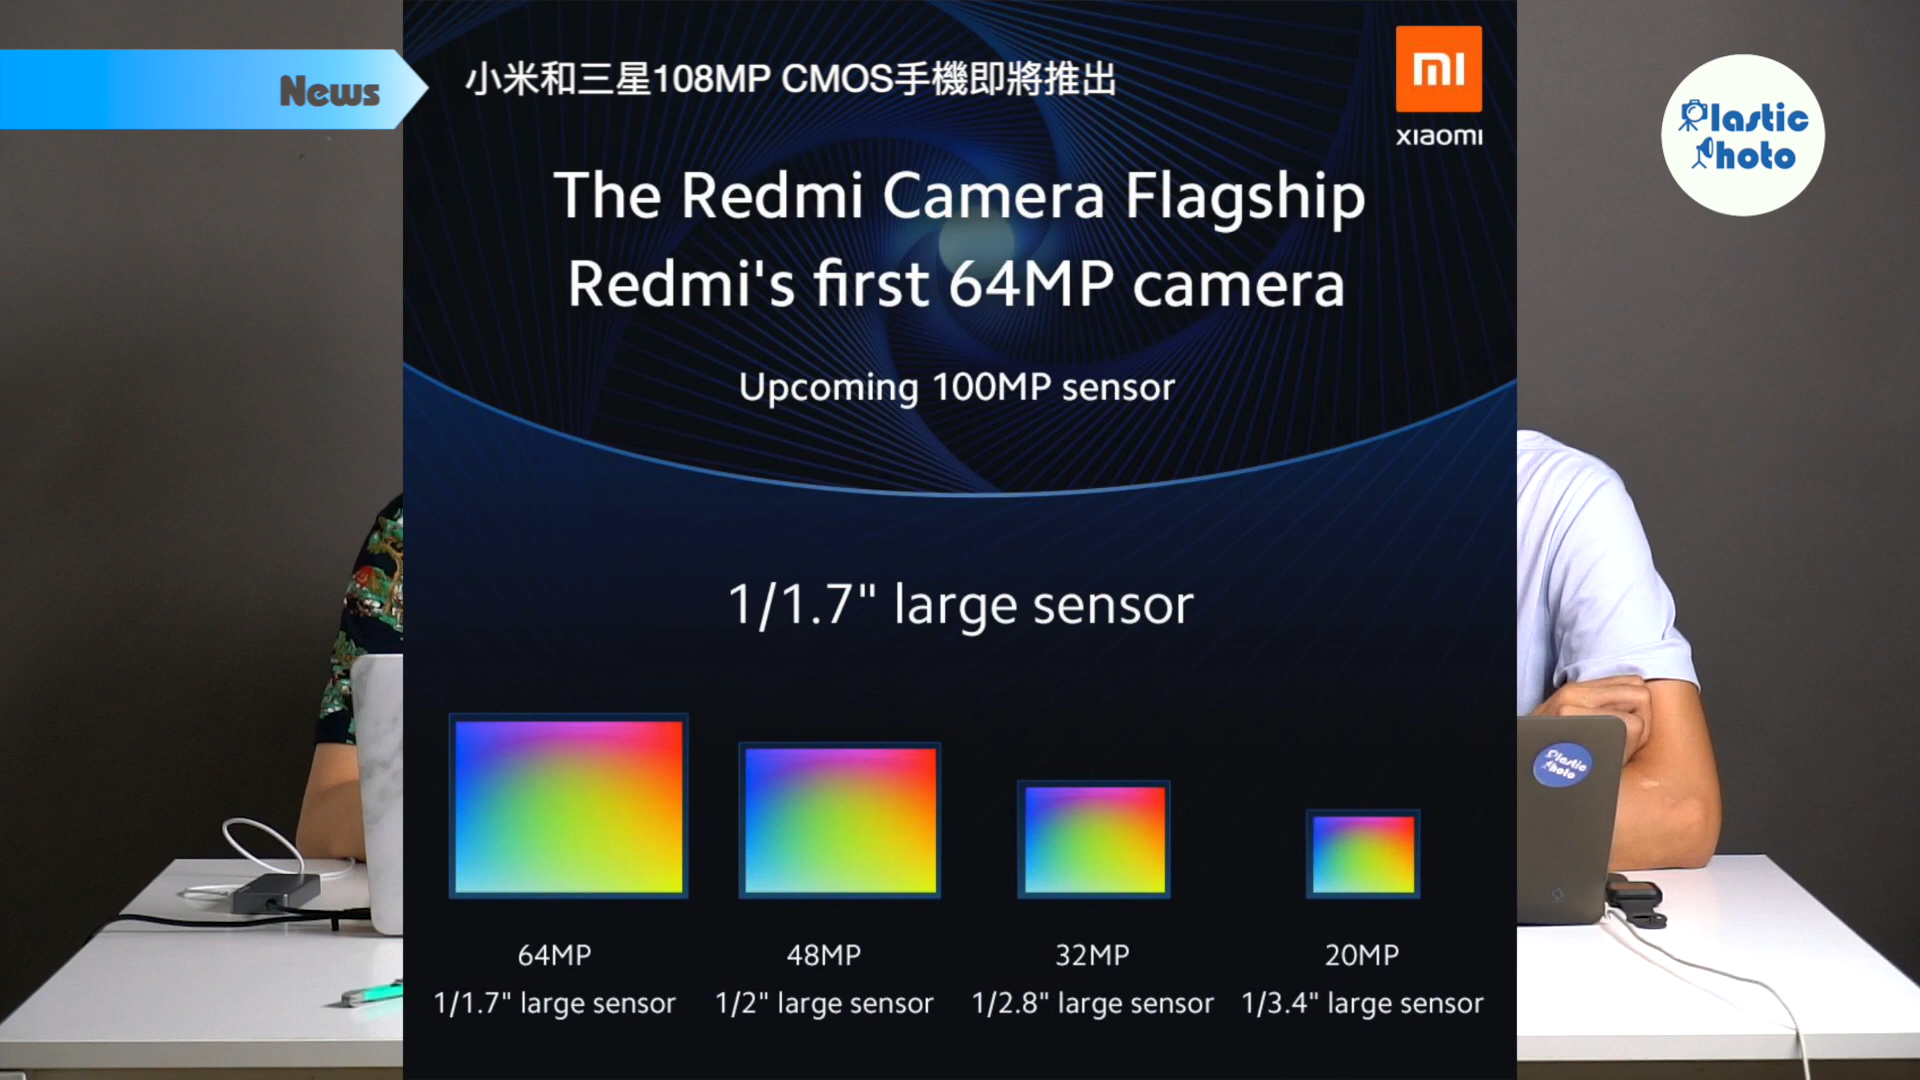 News
小米和三星108MP CMOS手機即將推出
xiaomi
Plastic
Photo
The Redmi Camera Flagship
Redmi's first 64MP camera
Upcoming 100MP sensor
1/1.7" large sensor
64MP
48MP
32MP
20MP
1/1.7" large sensor
1/2" large sensor
1/2.8" large sensor
1/3.4" large sensor
Plastic
Photo